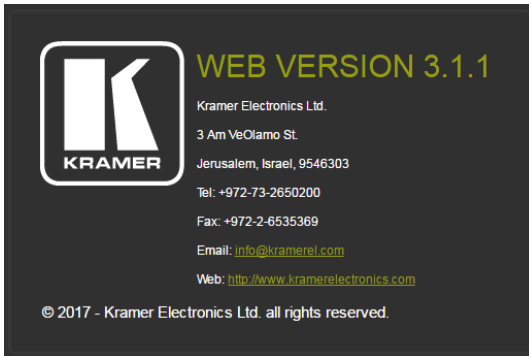 WEB VERSION 3.1.1
KRAMER
Kramer Electronics Ltd.
3 Am VeOlamo St.
Jerusalem, Israel, 9546303
Tel: +972-73-2650200
Fax: +972-2-6535369
Email: info@kramerel.com
Web: http://www.kramerelectronics.com
© 2017 - Kramer Electronics Ltd. all rights reserved.